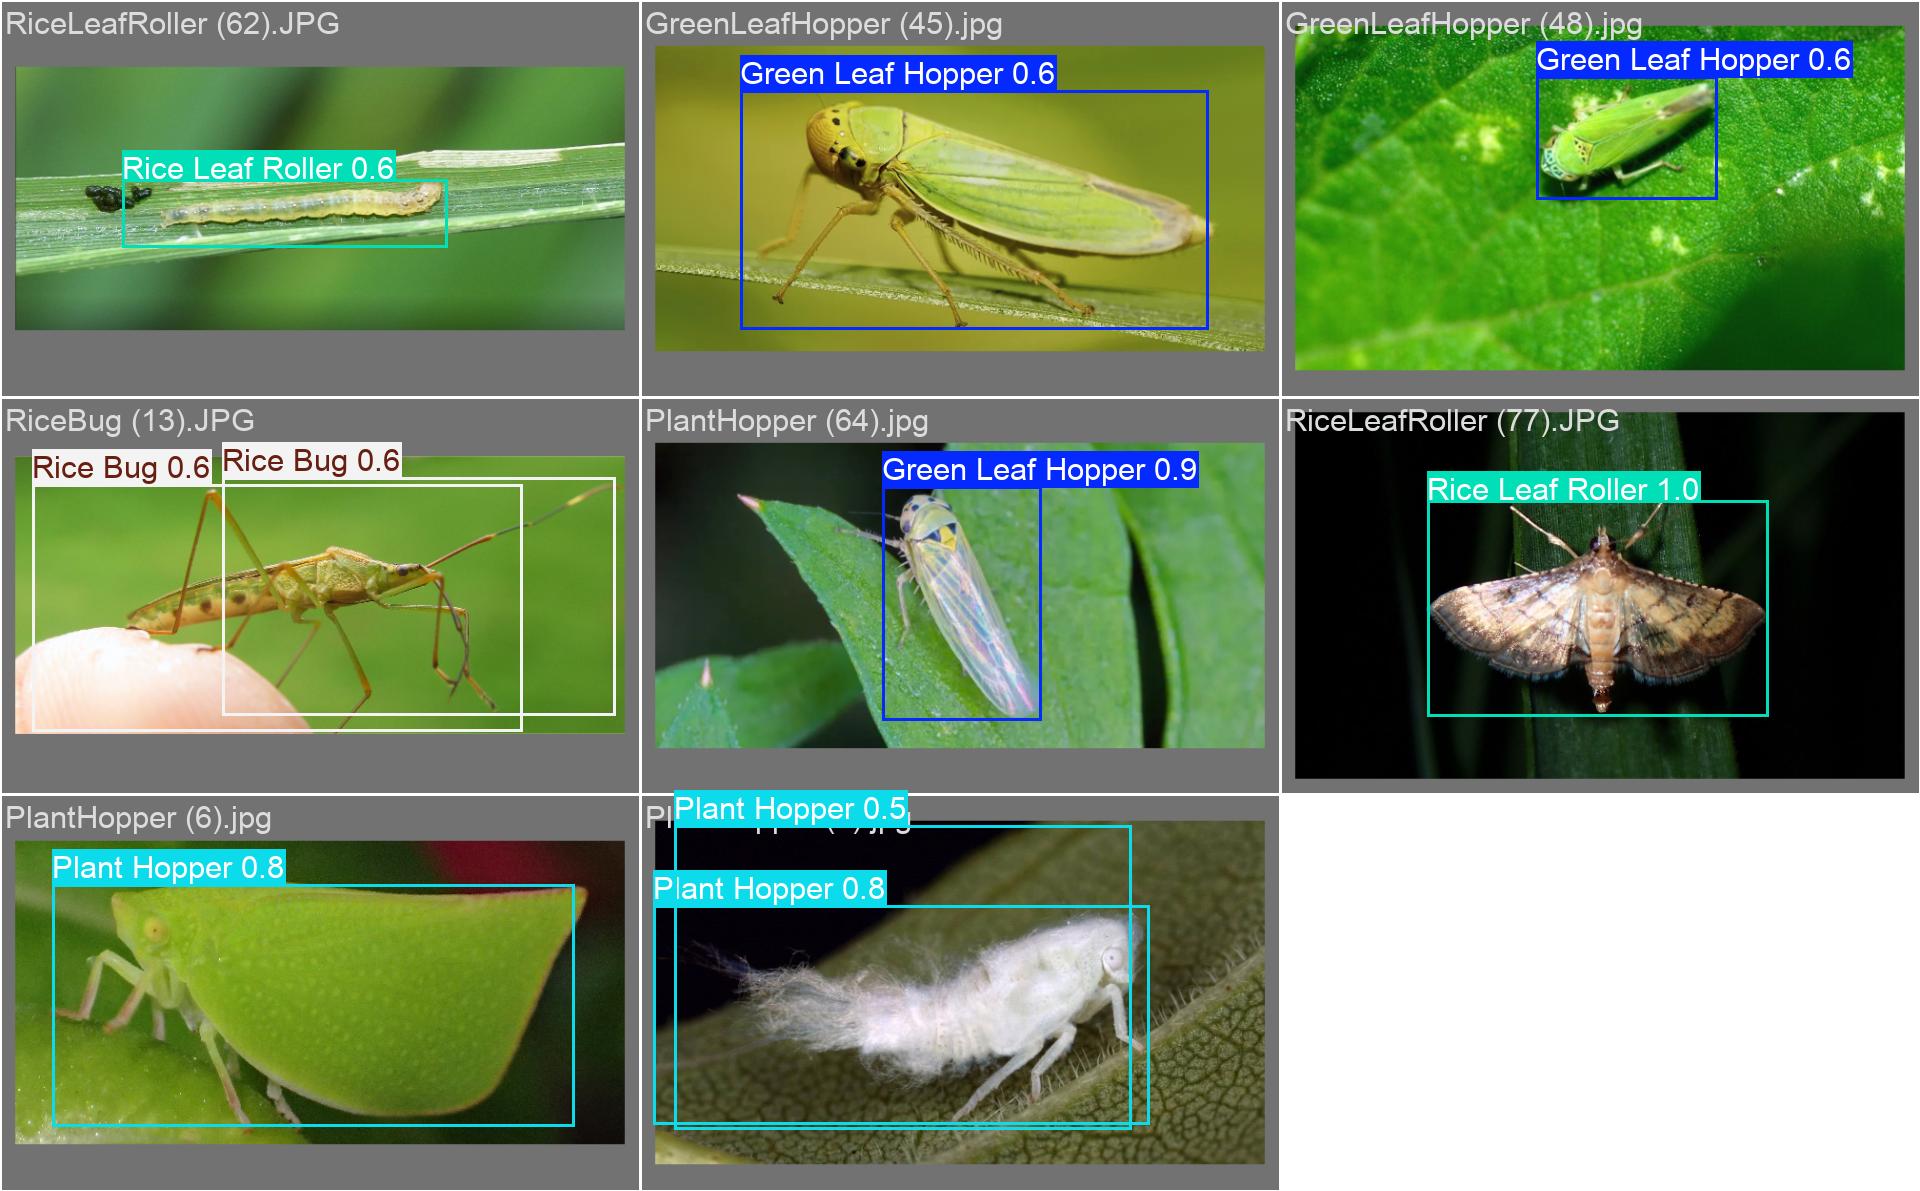 RiceLeafRoller (62).JPG
Rice Leaf Roller 0.6
GreenLeafHopper (45).jpg
Green Leaf Hopper 0.6
GreenLeafHopper (48).jpg
Green Leaf Hopper 0.6
RiceBug (13).JPG
Rice Bug 0.6
Rice Bug 0.6
PlantHopper (64).jpg
Green Leaf Hopper 0.9
RiceLeafRoller (77).JPG
Rice Leaf Roller 1.0
PlantHopper (6).jpg
Plant Hopper 0.8
Plant Hopper 0.5
Plant Hopper 0.8